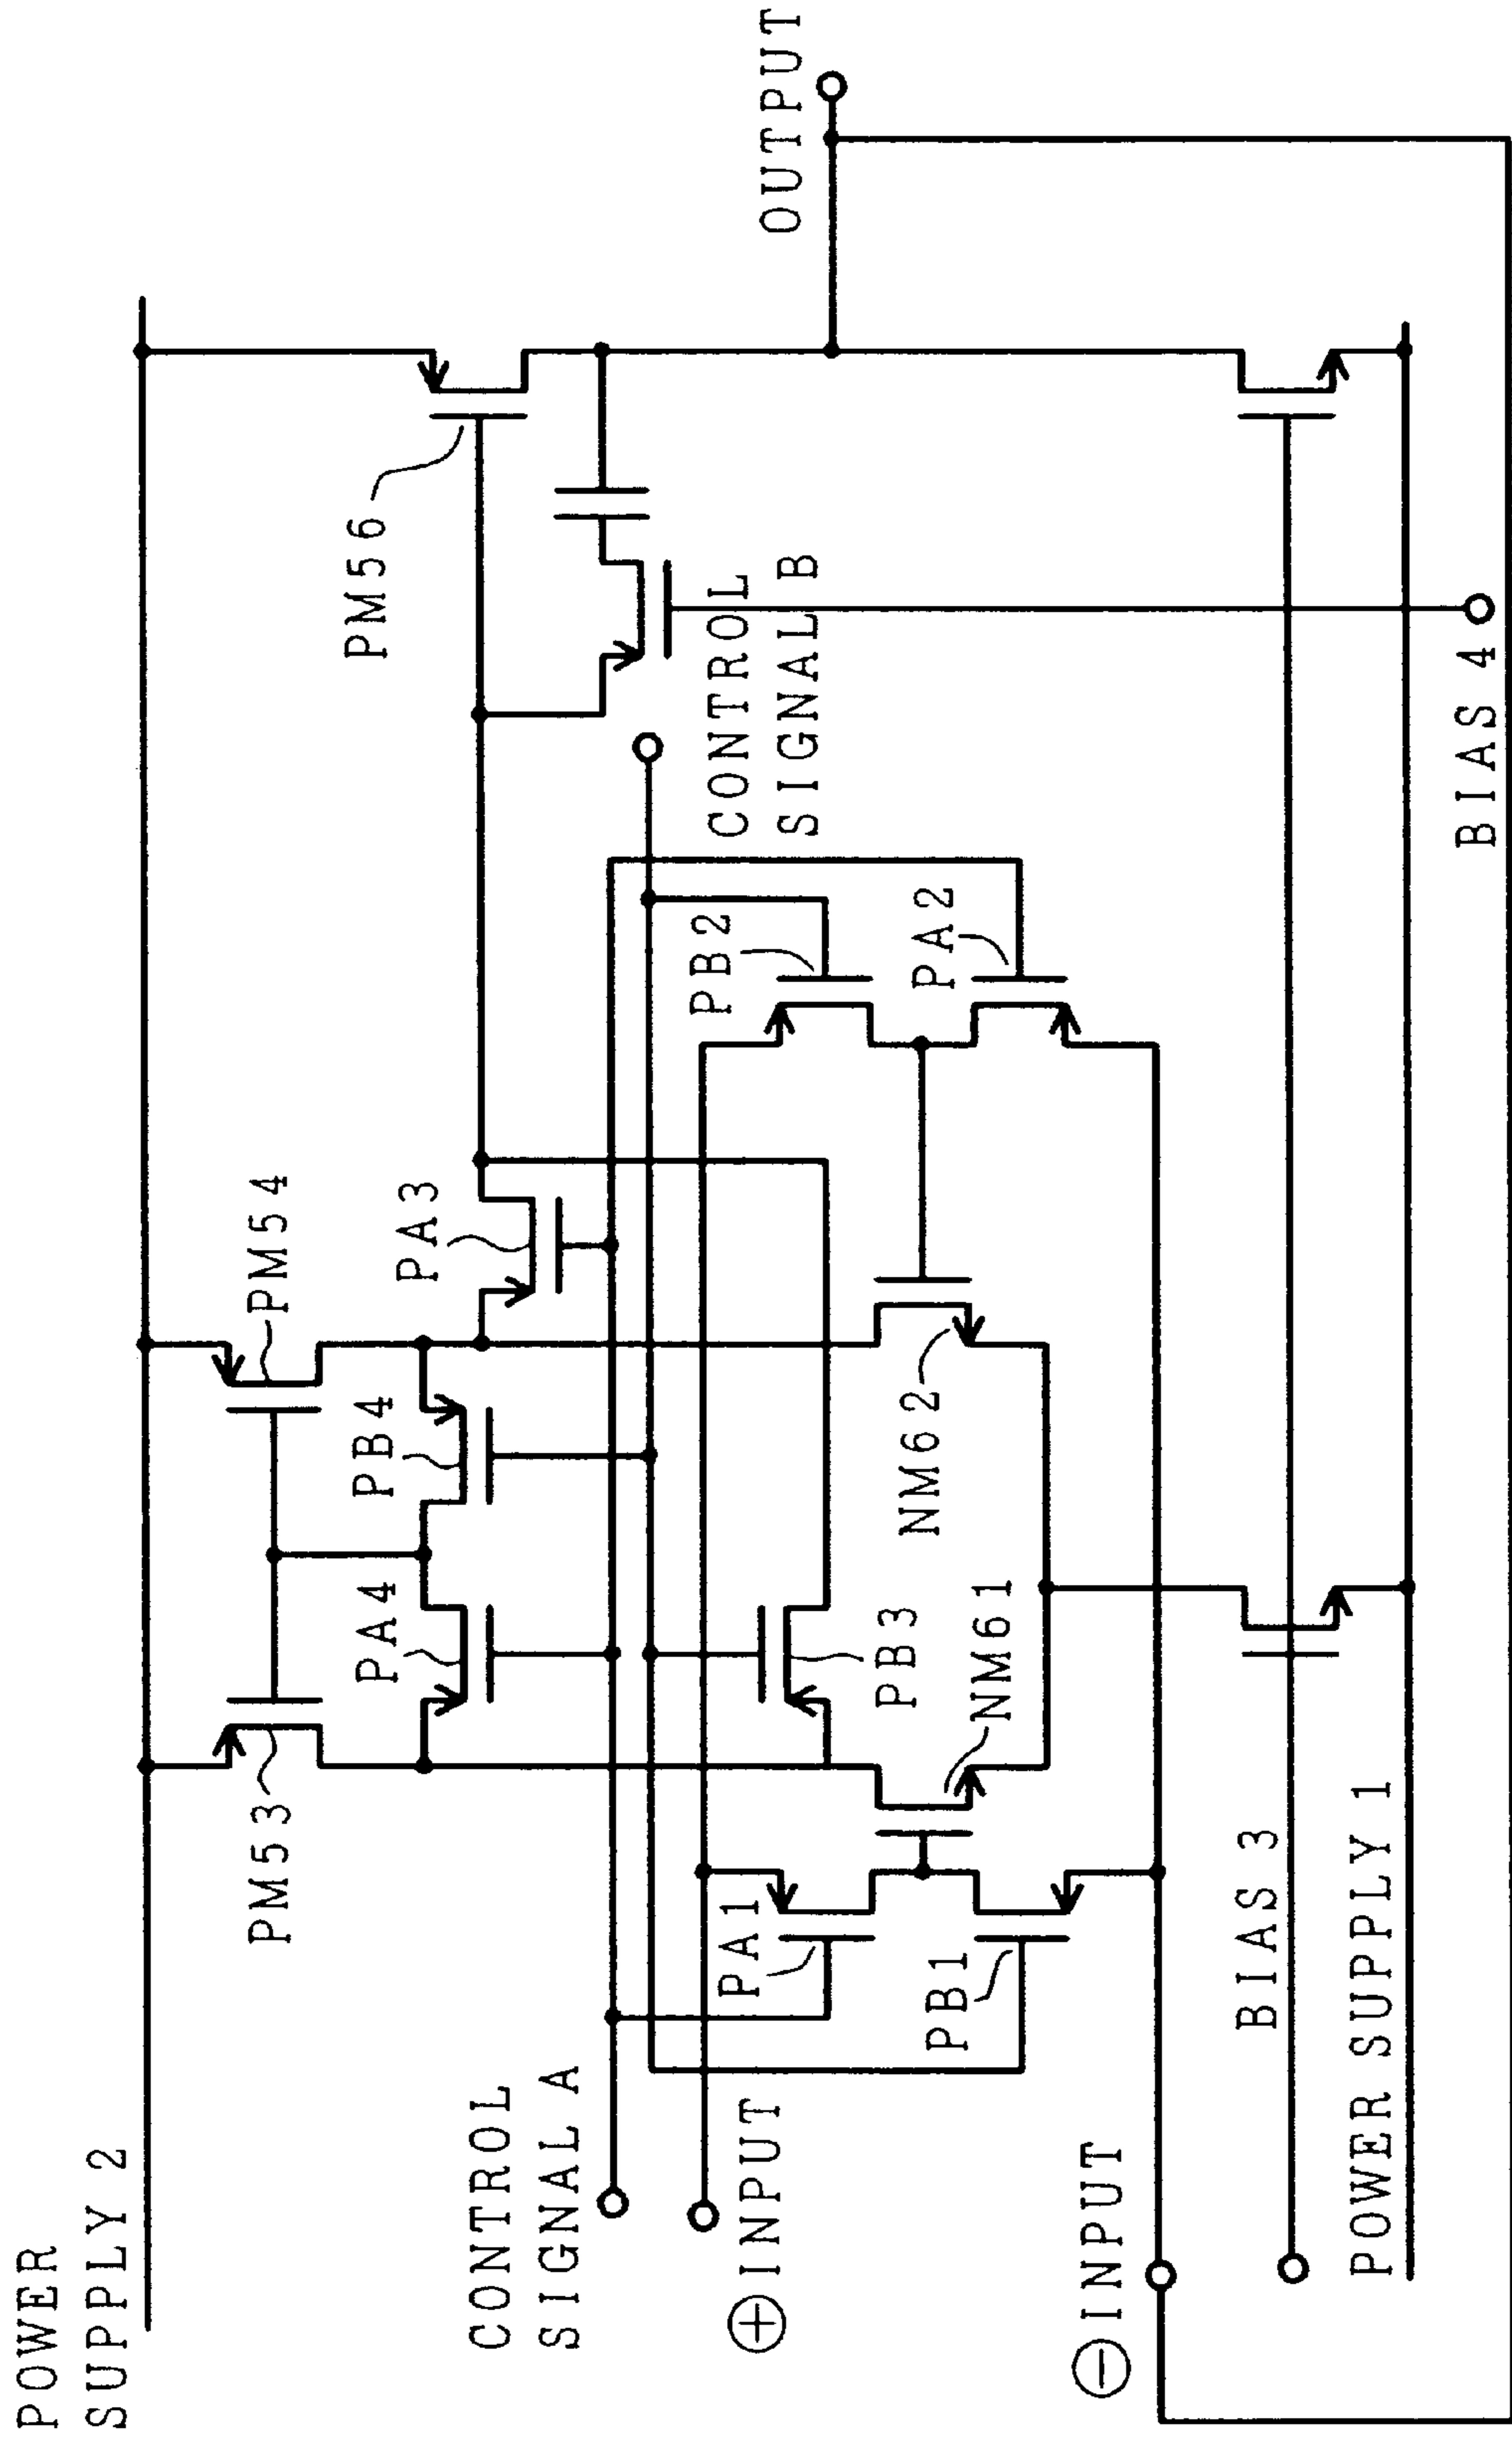 POWER
SUPPLY 2
PM53
PM54
PM56
PA4
PB4
PA3
CONTROL
SIGNAL A
CONTROL
SIGNAL B
OUTPUT
PB2
PA2
PA1
PB1
PB3
NM61
NM62
⊕ INPUT
⊖ INPUT
BIAS 3
POWER SUPPLY 1
BIAS 4